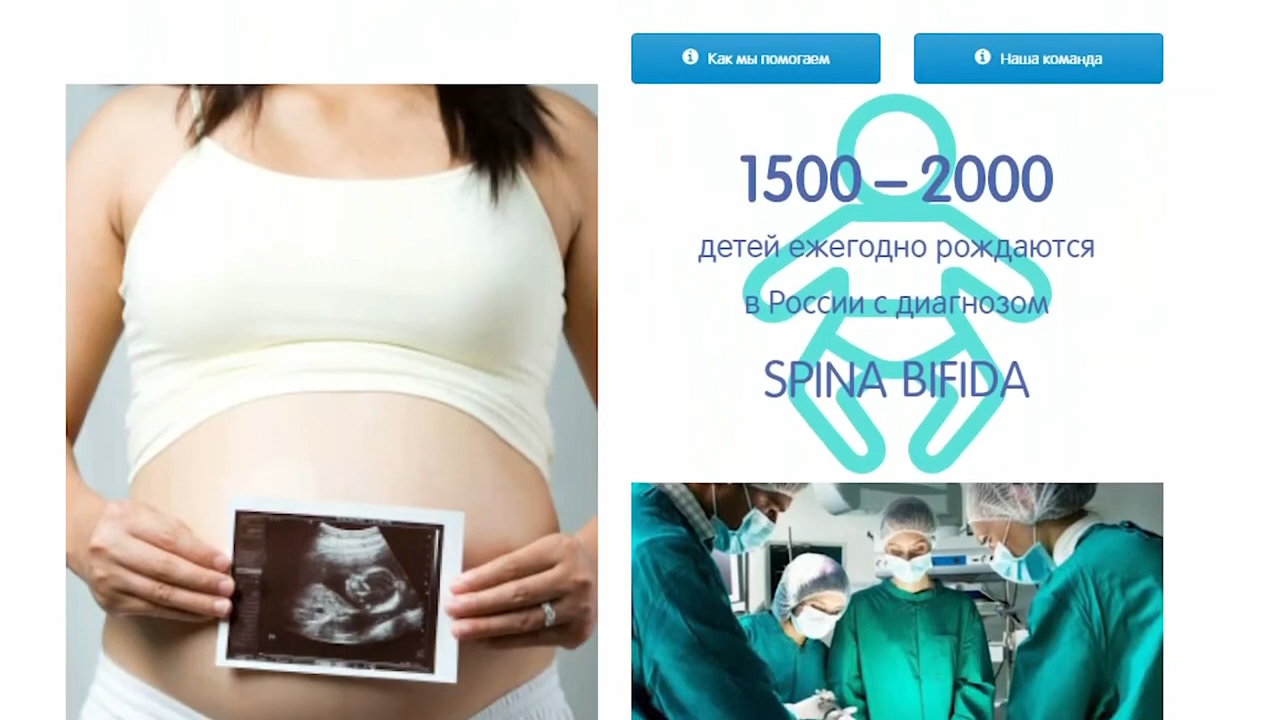 Как мы помогаем
Наша команда
1500 – 2000
детей ежегодно рождаются
в России с диагнозом
SPINA BIFIDA